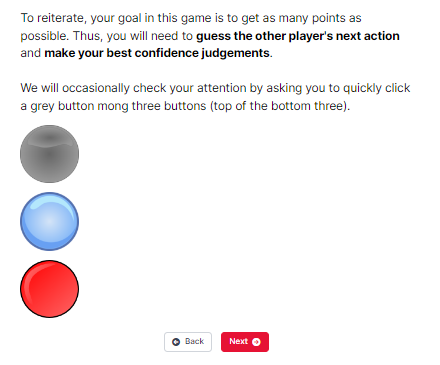 To reiterate, your goal in this game is to get as many points as
possible. Thus, you will need to guess the other player's next action
and make your best confidence judgements.
We will occasionally check your attention by asking you to quickly click
a grey button mong three buttons (top of the bottom three).
Back
Next